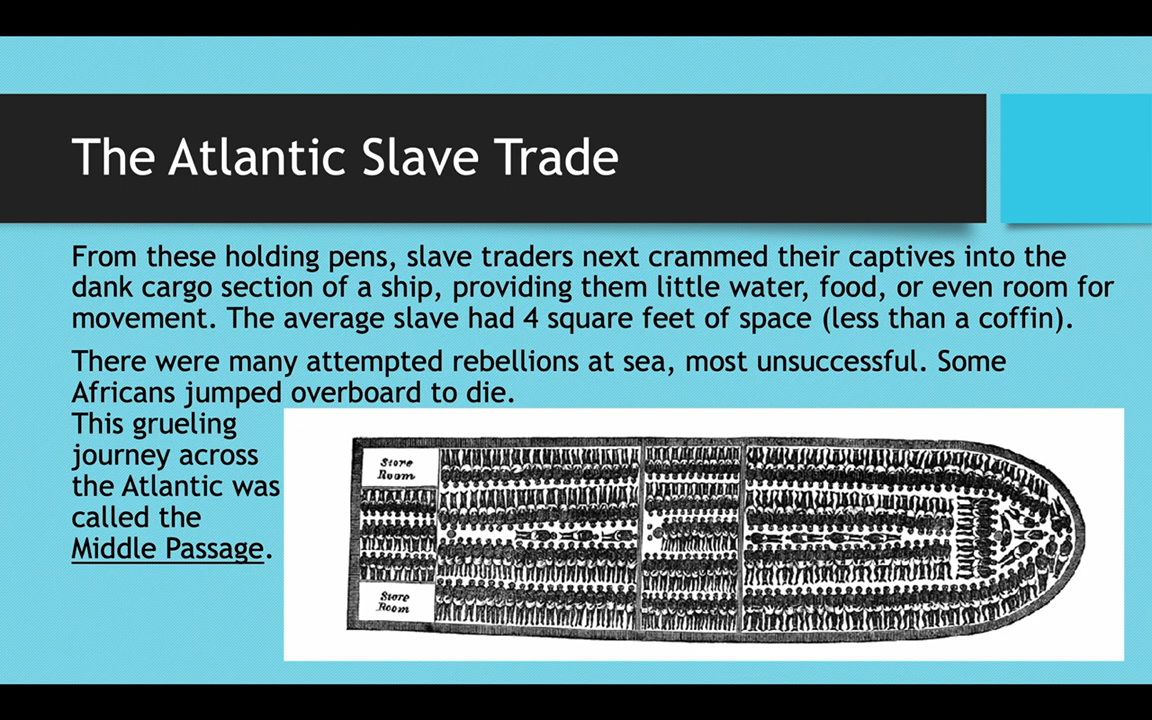 The Atlantic Slave Trade
From these holding pens, slave traders next crammed their captives into the
dank cargo section of a ship, providing them little water, food, or even room for
movement. The average slave had 4 square feet of space (less than a coffin).
There were many attempted rebellions at sea, most unsuccessful. Some
Africans jumped overboard to die.
This grueling
journey across
the Atlantic was
called the
Middle Passage.
Store
Room
Store
Room